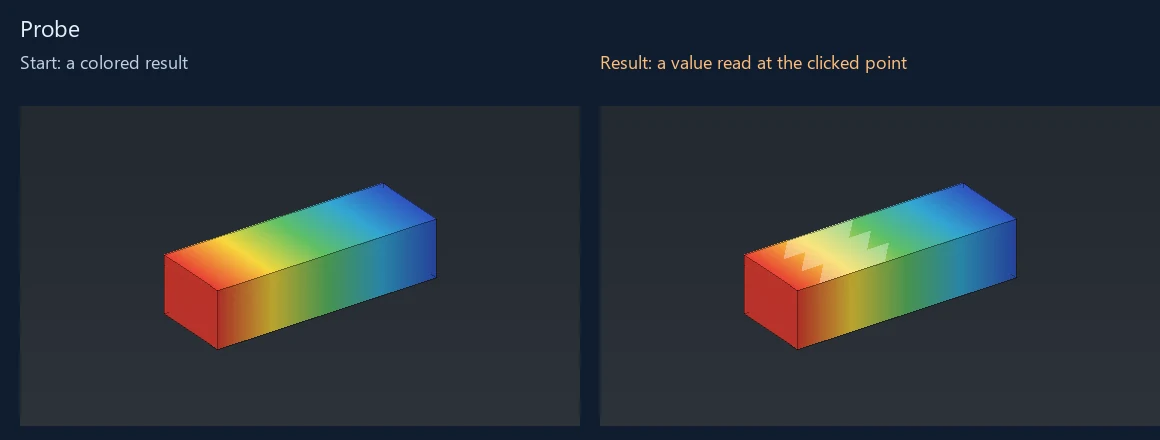 Probe
Start: a colored result
Result: a value read at the clicked point